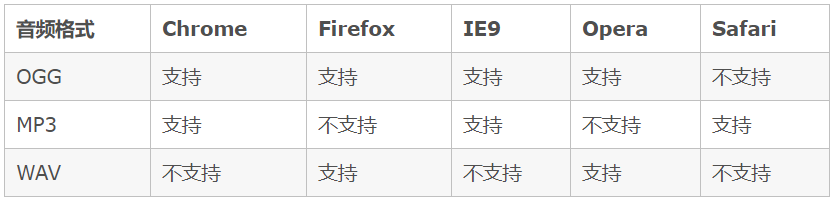 音频格式 Chrome Firefox IE9 Opera Safari
OGG 支持 支持 支持 支持 不支持
MP3 支持 不支持 支持 不支持 支持
WAV 不支持 支持 不支持 支持 不支持